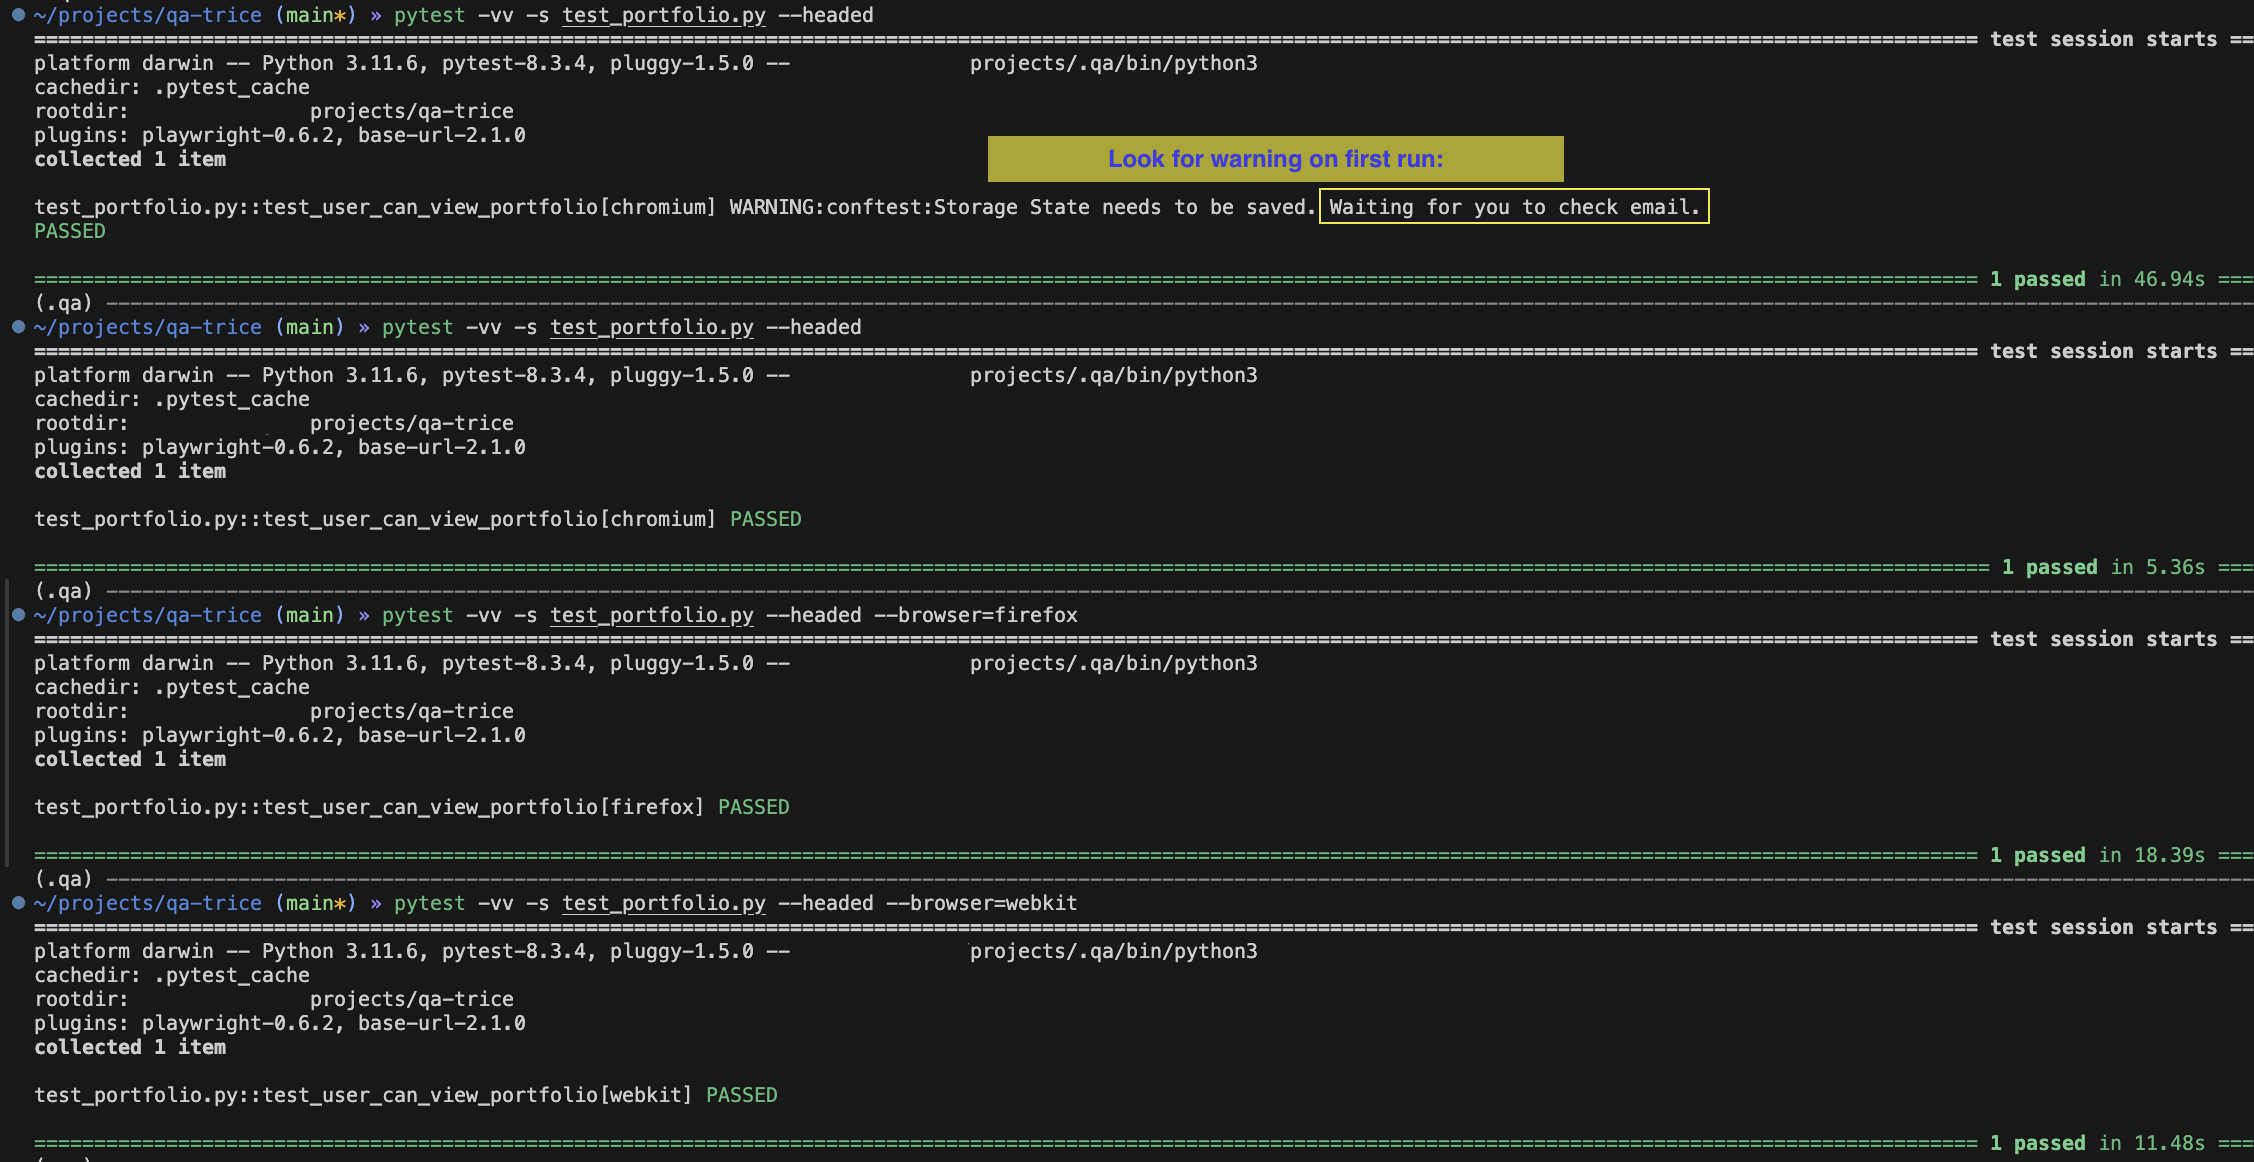 ~/projects/qa-trice (main*) » pytest -vv -s test_portfolio.py --headed
============================== test session starts ==
platform darwin -- Python 3.11.6, pytest-8.3.4, pluggy-1.5.0 -- projects/.qa/bin/python3
cachedir: .pytest_cache
rootdir: projects/qa-trice
plugins: playwright-0.6.2, base-url-2.1.0
collected 1 item
Look for warning on first run:
test_portfolio.py::test_user_can_view_portfolio[chromium] WARNING:conftest:Storage State needs to be saved. Waiting for you to check email.
PASSED
============================== 1 passed in 46.94s ===
(.qa) ------------------------------
~/projects/qa-trice (main) » pytest -vv -s test_portfolio.py --headed
============================== test session starts ==
platform darwin -- Python 3.11.6, pytest-8.3.4, pluggy-1.5.0 -- projects/.qa/bin/python3
cachedir: .pytest_cache
rootdir: projects/qa-trice
plugins: playwright-0.6.2, base-url-2.1.0
collected 1 item
test_portfolio.py::test_user_can_view_portfolio[chromium] PASSED
============================== 1 passed in 5.36s ===
(.qa) ------------------------------
~/projects/qa-trice (main) » pytest -vv -s test_portfolio.py --headed --browser=firefox
============================== test session starts ==
platform darwin -- Python 3.11.6, pytest-8.3.4, pluggy-1.5.0 -- projects/.qa/bin/python3
cachedir: .pytest_cache
rootdir: projects/qa-trice
plugins: playwright-0.6.2, base-url-2.1.0
collected 1 item
test_portfolio.py::test_user_can_view_portfolio[firefox] PASSED
============================== 1 passed in 18.39s ===
(.qa) ------------------------------
~/projects/qa-trice (main*) » pytest -vv -s test_portfolio.py --headed --browser=webkit
============================== test session starts ==
platform darwin -- Python 3.11.6, pytest-8.3.4, pluggy-1.5.0 -- projects/.qa/bin/python3
cachedir: .pytest_cache
rootdir: projects/qa-trice
plugins: playwright-0.6.2, base-url-2.1.0
collected 1 item
test_portfolio.py::test_user_can_view_portfolio[webkit] PASSED
============================== 1 passed in 11.48s ===